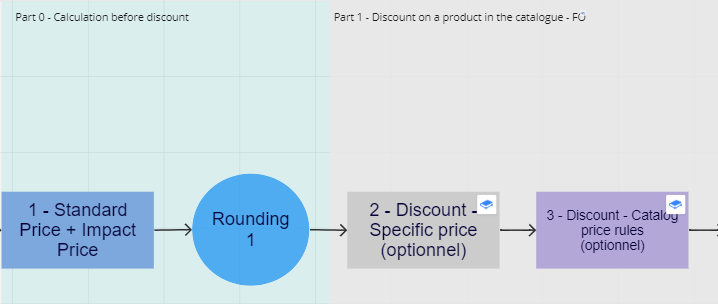 Part 0 - Calculation before discount
Part 1 - Discount on a product in the catalogue - FO
1 - Standard
Price + Impact
Price
Rounding
1
2 - Discount -
Specific price
(optionnel)
3 - Discount - Catalog
price rules
(optionnel)